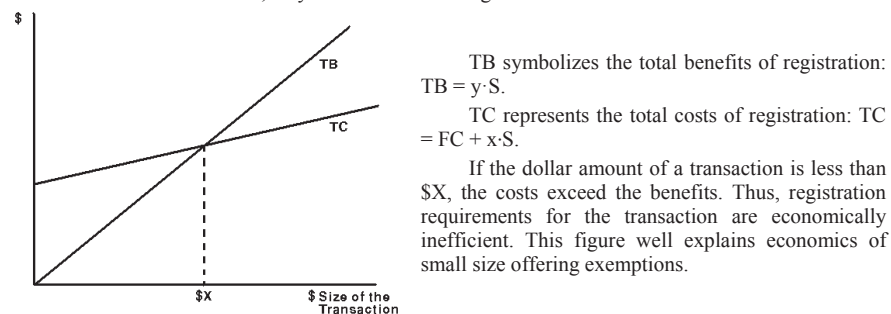 $
TB
TC
$X
$ Size of the
Transaction
TB symbolizes the total benefits of registration:
TB = y·S.
TC represents the total costs of registration: TC
= FC + x·S.
If the dollar amount of a transaction is less than
$X, the costs exceed the benefits. Thus, registration
requirements for the transaction are economically
inefficient. This figure well explains economics of
small size offering exemptions.